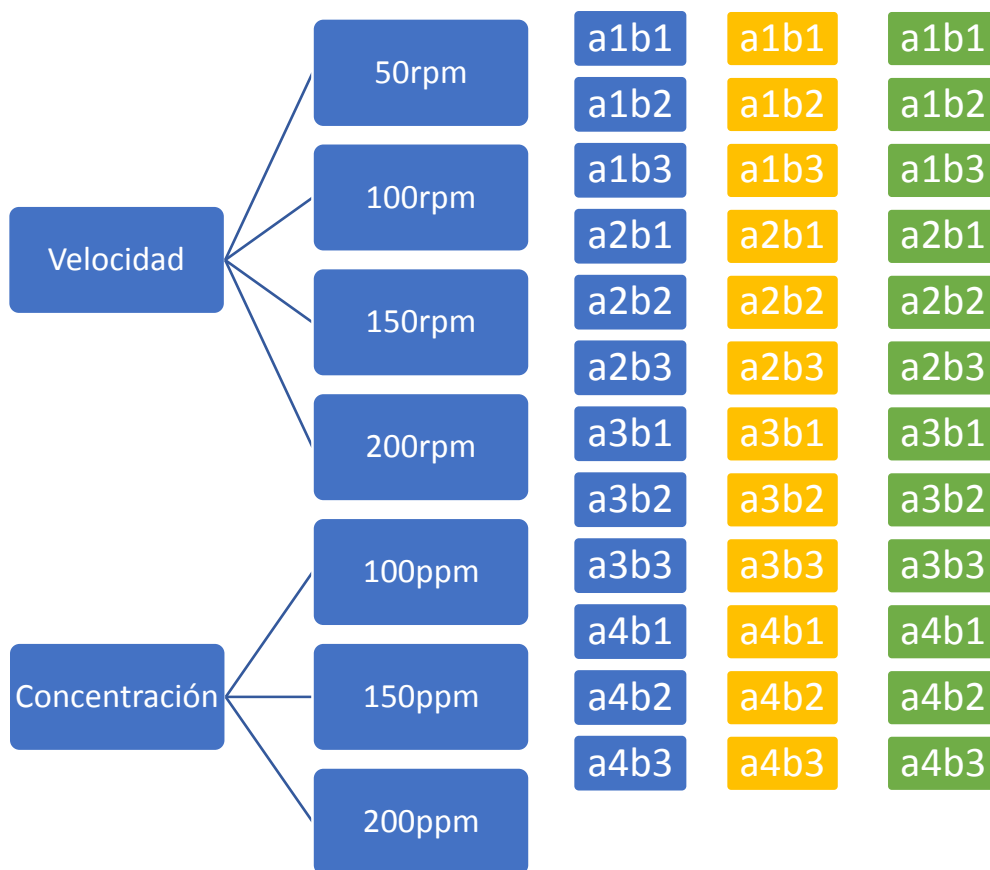 Velocidad
50rpm
100rpm
150rpm
200rpm
Concentración
100ppm
150ppm
200ppm
a1b1 a1b1 a1b1
a1b2 a1b2 a1b2
a1b3 a1b3 a1b3
a2b1 a2b1 a2b1
a2b2 a2b2 a2b2
a2b3 a2b3 a2b3
a3b1 a3b1 a3b1
a3b2 a3b2 a3b2
a3b3 a3b3 a3b3
a4b1 a4b1 a4b1
a4b2 a4b2 a4b2
a4b3 a4b3 a4b3